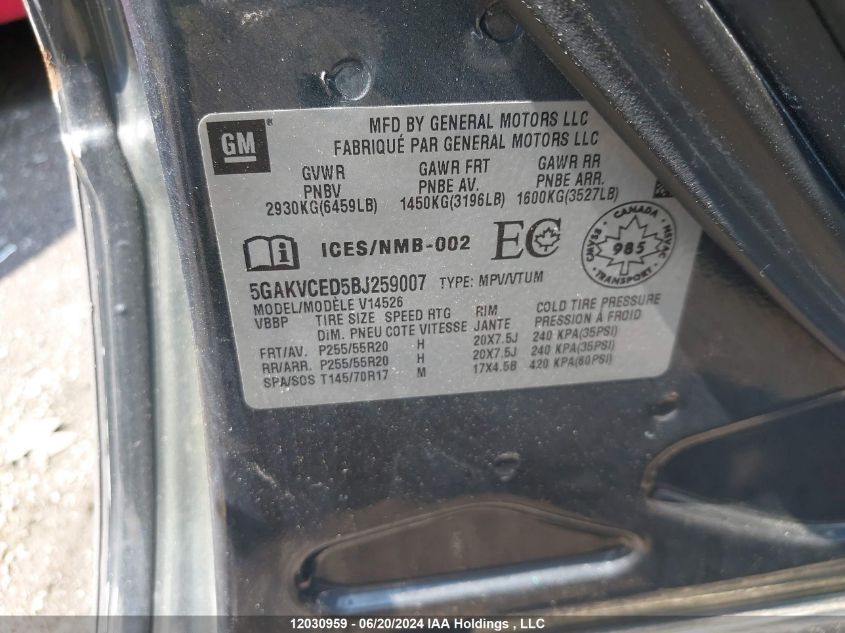 GM
MFD BY GENERAL MOTORS LLC
FABRIQUÉ PAR GENERAL MOTORS LLC
GVWR GAWR FRT GAWR RR
PNBV PNBE AV. PNBE ARR.
2930KG(6459LB) 1450KG(3196LB) 1600KG(3527LB)
ICES/NMB-002 EC
CANADA
CMVSS 985 NSVAC
TRANSPORT
5GAKVCED5BJ259007 TYPE: MPV/VTUM
MODEL/MODÈLE V14526
VBBP TIRE SIZE SPEED RTG RIM COLD TIRE PRESSURE
DIM. PNEU COTE VITESSE JANTE PRESSION À FROID
FRT/AV. P255/55R20 H 20X7.5J 240 KPA(35PSI)
RR/ARR. P255/55R20 H 20X7.5J 240 KPA(35PSI)
SPA/SOS T145/70R17 M 17X4.5B 420 KPA(60PSI)
12030959 - 06/20/2024 IAA Holdings, LLC